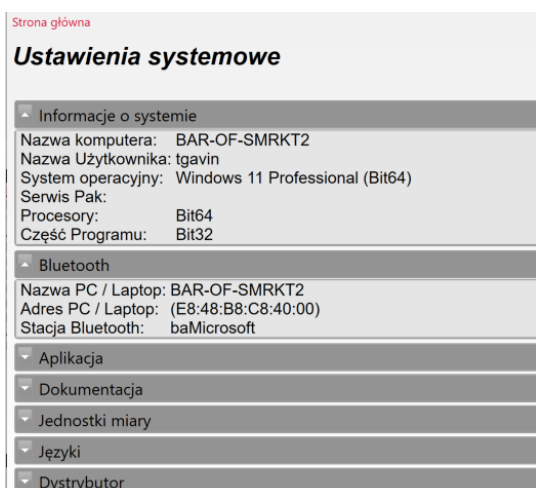 Strona główna
Ustawienia systemowe
Informacje o systemie
Nazwa komputera: BAR-OF-SMRKT2
Nazwa Użytkownika: tgavin
System operacyjny: Windows 11 Professional (Bit64)
Serwis Pak:
Procesory: Bit64
Część Programu: Bit32
Bluetooth
Nazwa PC / Laptop: BAR-OF-SMRKT2
Adres PC / Laptop: (E8:48:B8:C8:40:00)
Stacja Bluetooth: baMicrosoft
Aplikacja
Dokumentacja
Jednostki miary
Języki
Dystrybutor